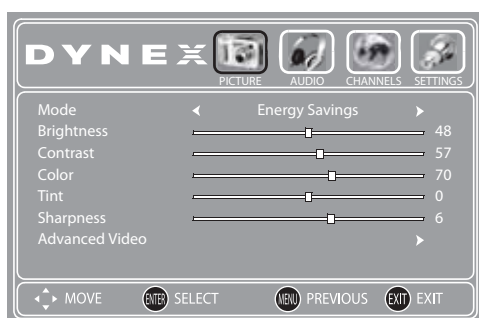 DYNEX
PICTURE AUDIO CHANNELS SETTINGS
Mode Energy Savings
Brightness 48
Contrast 57
Color 70
Tint 0
Sharpness 6
Advanced Video
MOVE ENTER SELECT MENU PREVIOUS EXIT EXIT